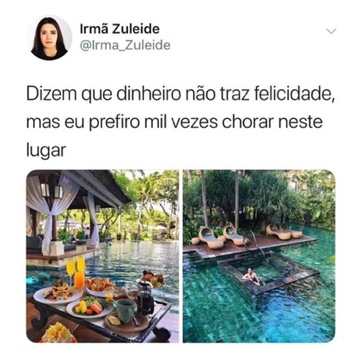 Irmã Zuleide
@Irma_Zuleide
Dizem que dinheiro não traz felicidade,
mas eu prefiro mil vezes chorar neste
lugar